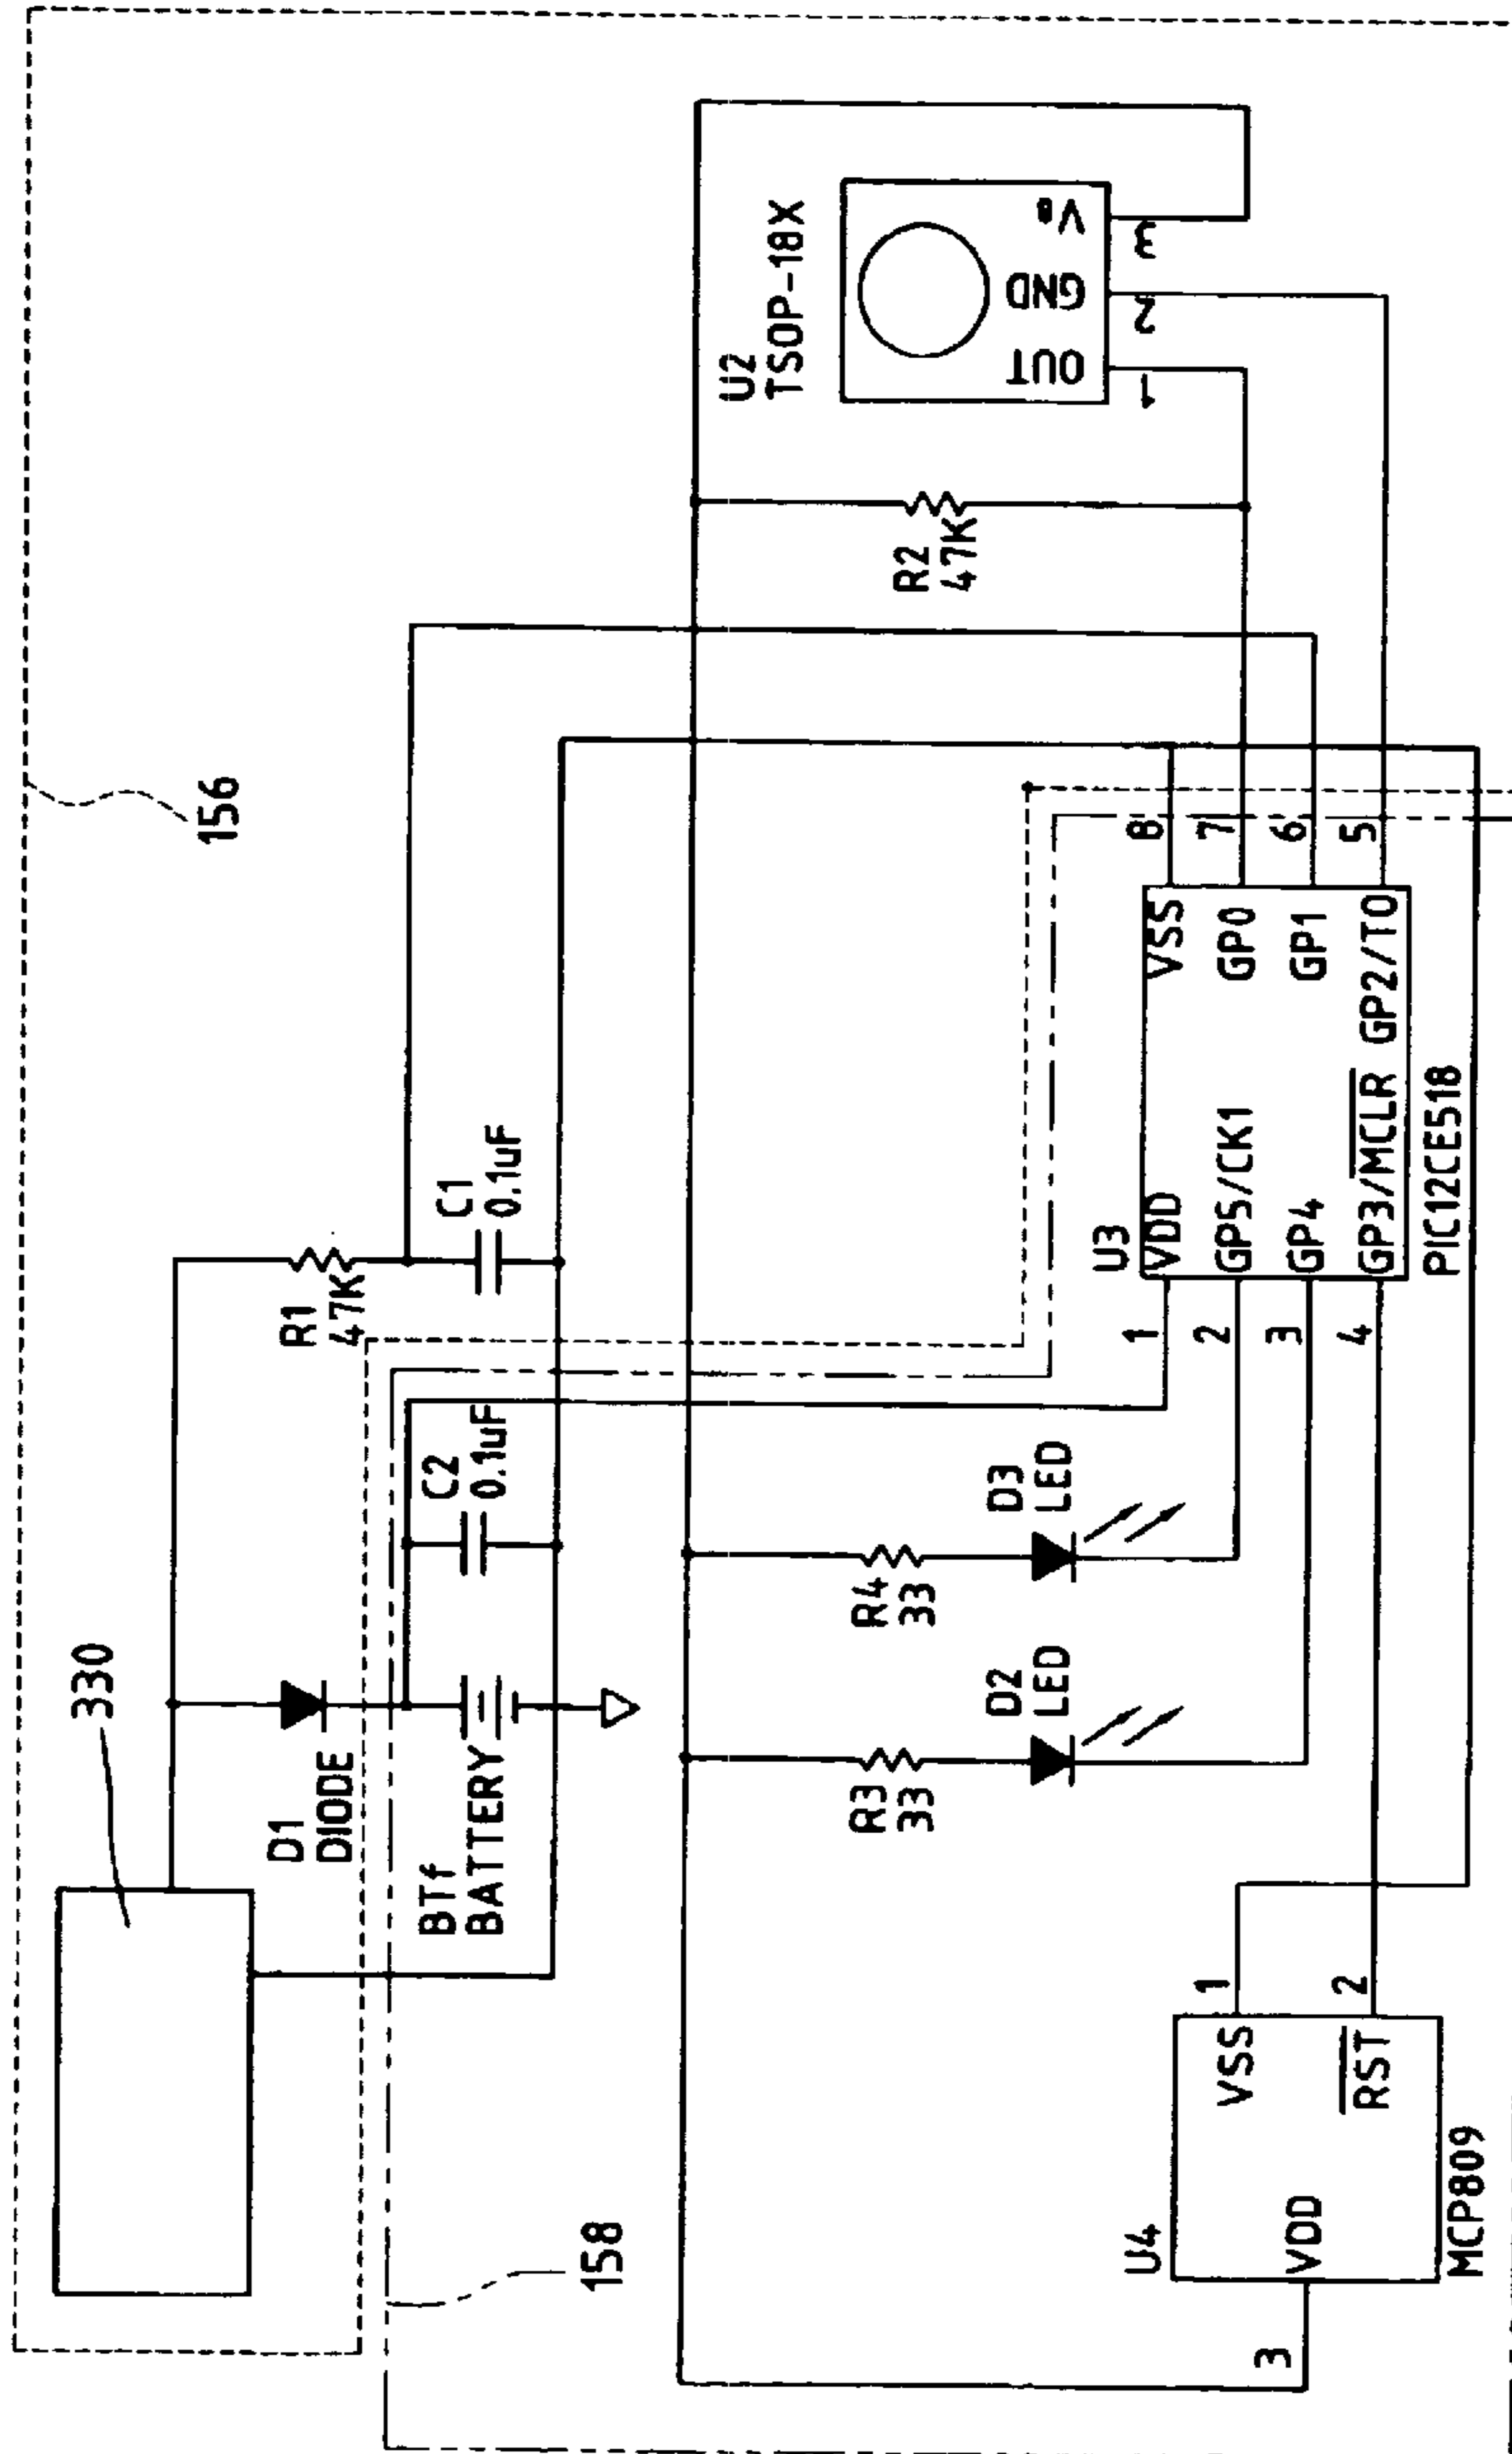 330
156
D1
DIODE
R1
47K
BTf
BATTERY
C2
0.1uF
C1
0.1uF
158
U2
TSOP-18X
OUT
GND
1
2
3
R2
47K
R3
33
R4
33
D2
LED
D3
LED
U4
VSS
VDD
RST
1
2
3
MCP809
U3
VDD
VSS
GP5/CK1
GP0
GP4
GP1
GP3/MCLR GP2/T0
1
2
3
4
8
7
6
5
PIC12CE518